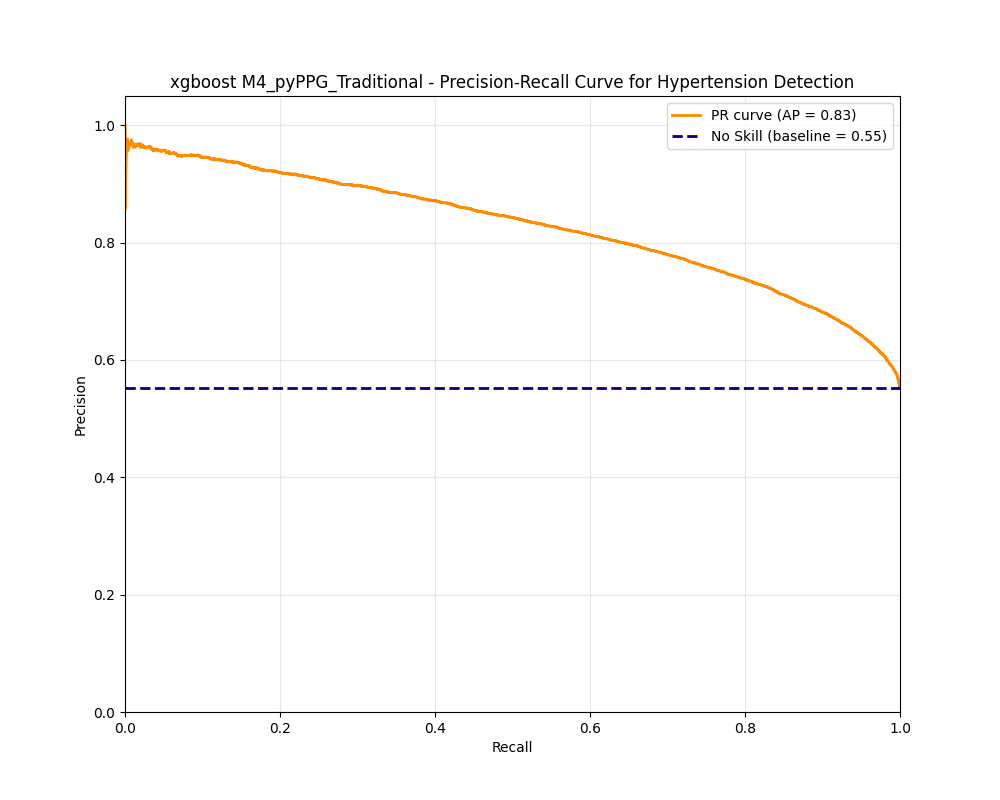 xgboost M4_pyPPG_Traditional - Precision-Recall Curve for Hypertension Detection
PR curve (AP = 0.83)
No Skill (baseline = 0.55)
Precision
1.0
0.8
0.6
0.4
0.2
0.0
0.0 0.2 0.4 0.6 0.8 1.0
Recall